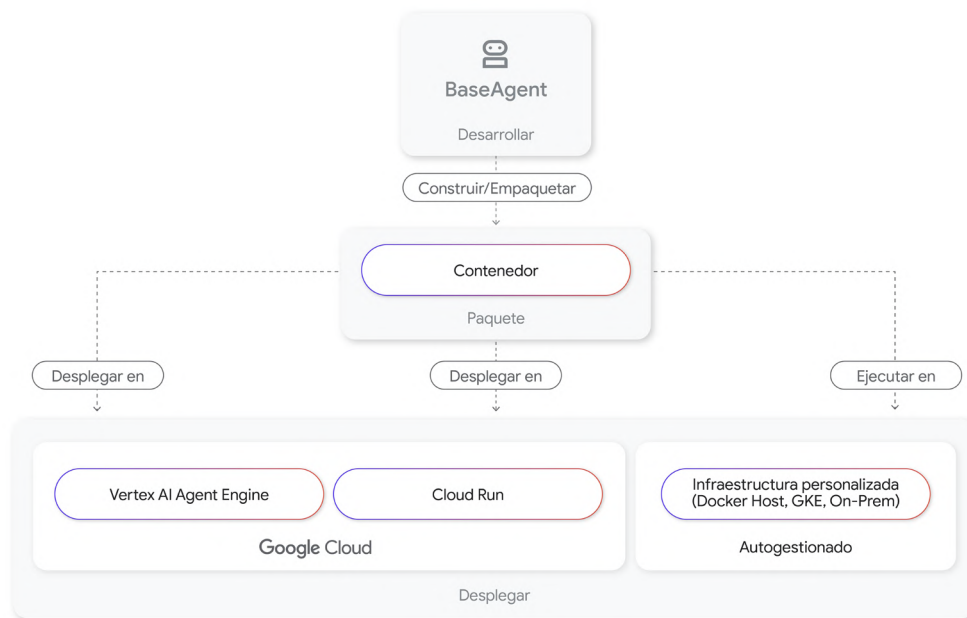 BaseAgent
Desarrollar
Construir/Empaquetar
Contenedor
Paquete
Desplegar en
Desplegar en
Ejecutar en
Vertex AI Agent Engine
Cloud Run
Infraestructura personalizada
(Docker Host, GKE, On-Prem)
Google Cloud
Autogestionado
Desplegar